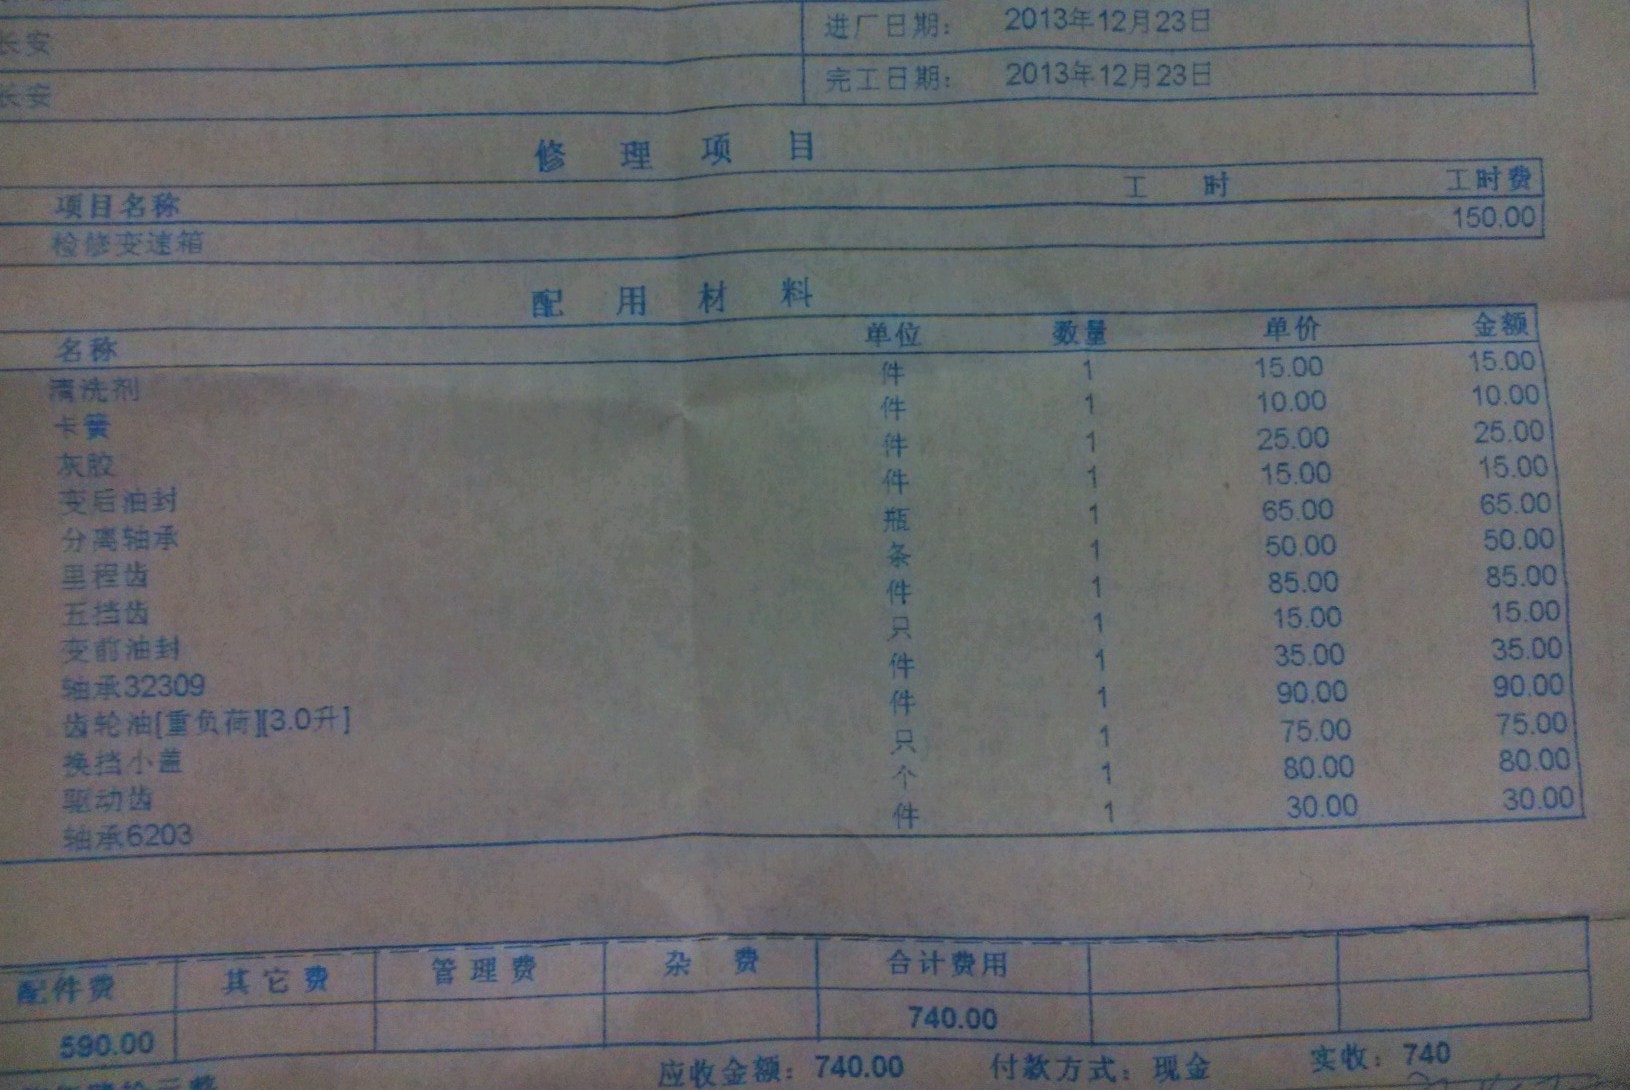 长安 进厂日期： 2013年12月23日
长安 完工日期： 2013年12月23日
修理项目
项目名称 工时 工时费
检修变速箱 150.00
配用材料
名称 单位 数量 单价 金额
清洗剂 件 1 15.00 15.00
卡簧 件 1 10.00 10.00
灰胶 件 1 25.00 25.00
变后油封 件 1 15.00 15.00
分离轴承 瓶 1 65.00 65.00
里程齿 条 1 50.00 50.00
五挡齿 件 1 85.00 85.00
变前油封 只 1 15.00 15.00
轴承32309 件 1 35.00 35.00
齿轮油[重负荷][3.0升] 件 1 90.00 90.00
换挡小盖 只 1 75.00 75.00
驱动齿 个 1 80.00 80.00
轴承6203 件 1 30.00 30.00
配件费 其它费 管理费 杂费 合计费用
590.00 740.00
应收金额：740.00 付款方式：现金 实收：740